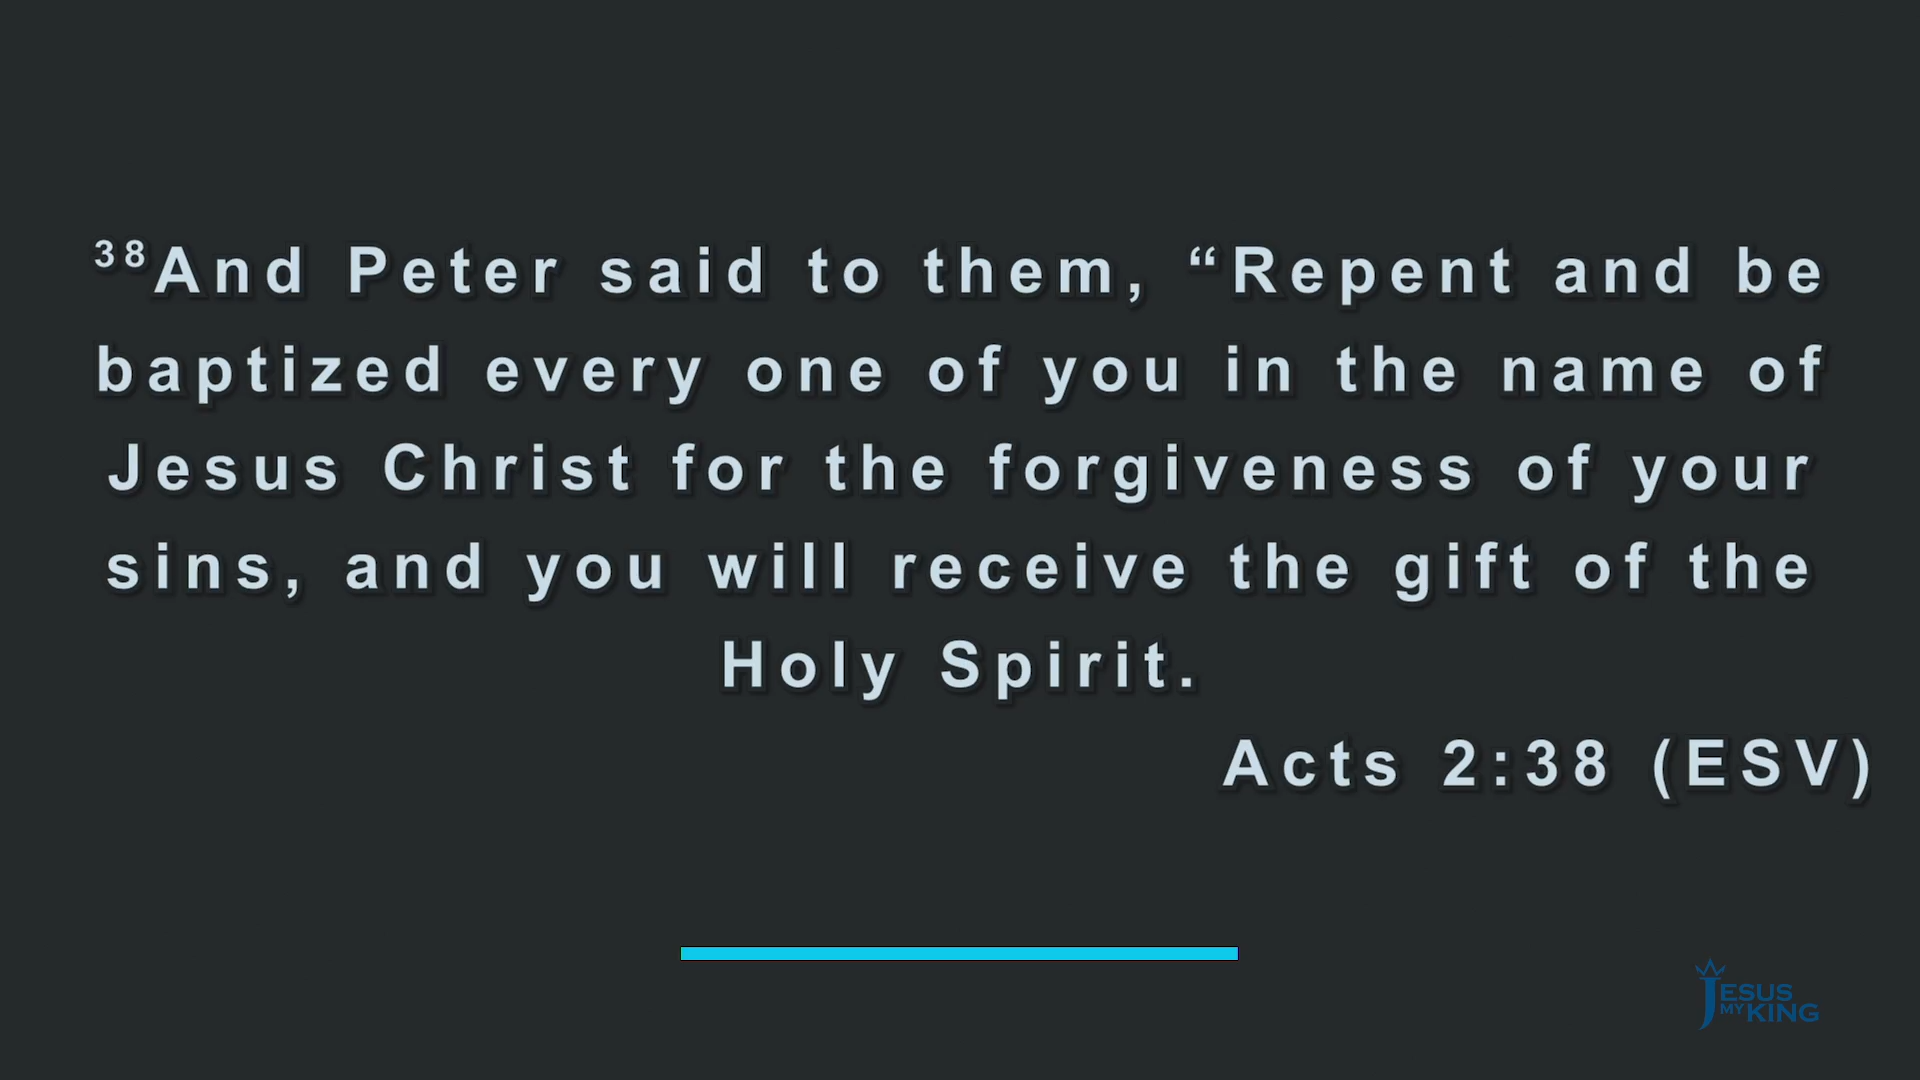 ³⁸And Peter said to them, “Repent and be
baptized every one of you in the name of
Jesus Christ for the forgiveness of your
sins, and you will receive the gift of the
Holy Spirit.
Acts 2:38 (ESV)
JESUS
MY KING